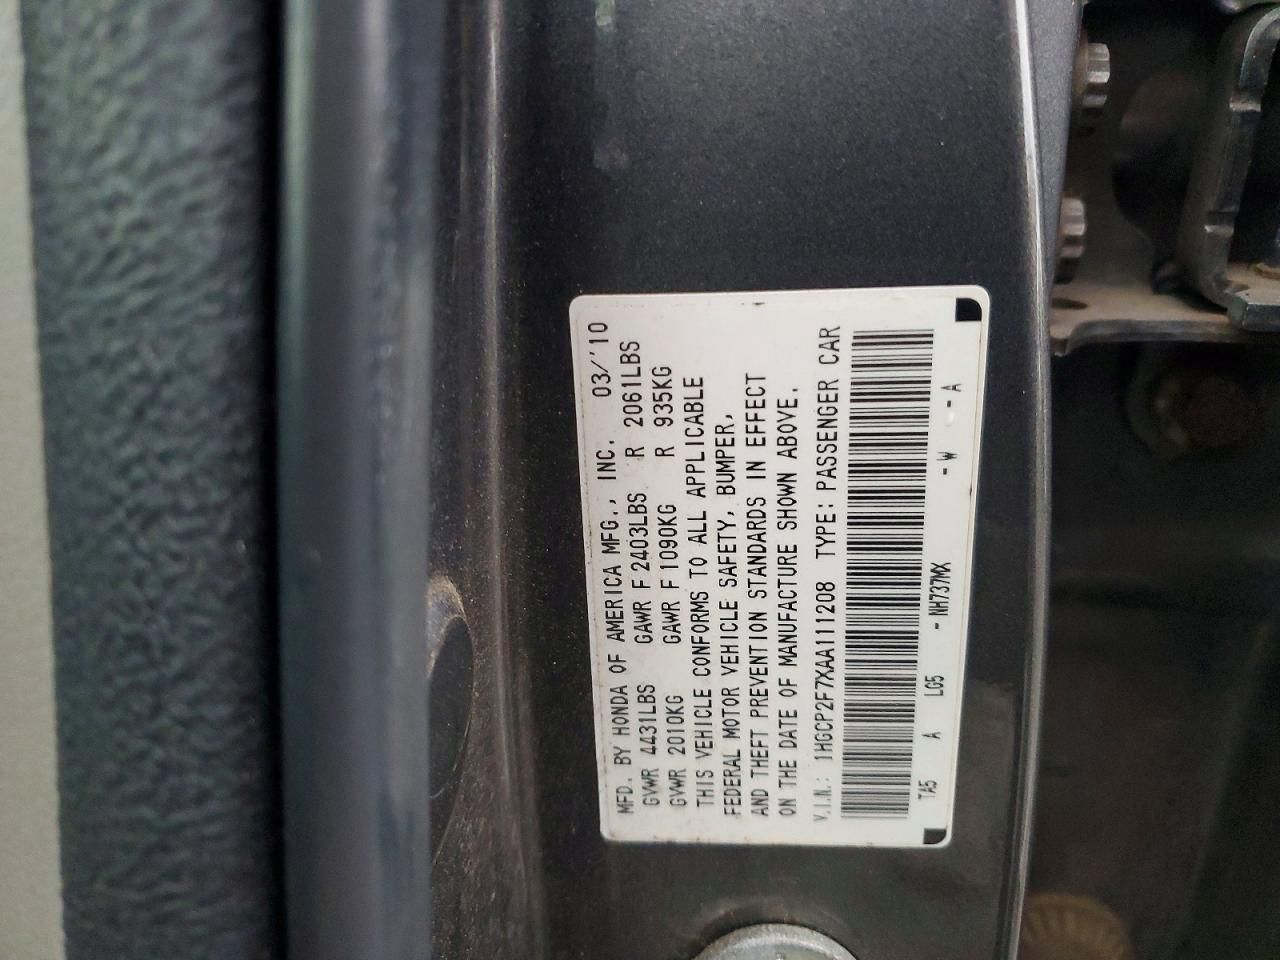 MFD. BY HONDA OF AMERICA MFG., INC. 03/'10
GVWR 4431LBS GAWR F 2403LBS R 2061LBS
GVWR 2010KG GAWR F 1090KG R 935KG
THIS VEHICLE CONFORMS TO ALL APPLICABLE
FEDERAL MOTOR VEHICLE SAFETY, BUMPER,
AND THEFT PREVENTION STANDARDS IN EFFECT
ON THE DATE OF MANUFACTURE SHOWN ABOVE.
V.I.N.: 1HGCP2F7XAA111208 TYPE: PASSENGER CAR
TA5 A LG5 - NH737MX - W - A